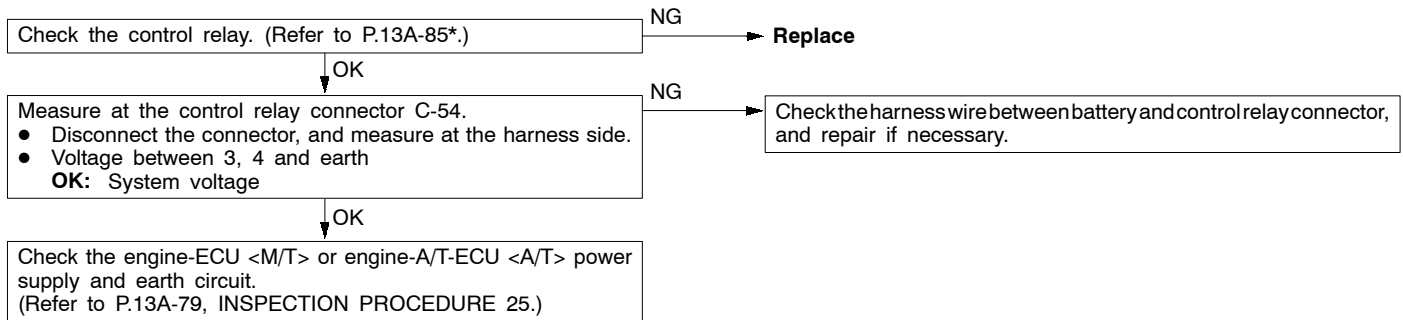 Check the control relay. (Refer to P.13A-85*.)
NG
Replace
OK
Measure at the control relay connector C-54.
● Disconnect the connector, and measure at the harness side.
● Voltage between 3, 4 and earth
OK: System voltage
NG
Check the harness wire between battery and control relay connector,
and repair if necessary.
OK
Check the engine-ECU <M/T> or engine-A/T-ECU <A/T> power
supply and earth circuit.
(Refer to P.13A-79, INSPECTION PROCEDURE 25.)